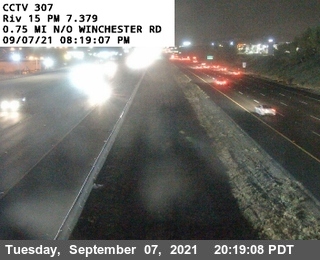 CCTV 307
Riv 15 PM 7.379
0.75 MI N/O WINCHESTER RD
09/07/21 08:19:07 PM
Tuesday, September 07, 2021 20:19:08 PDT